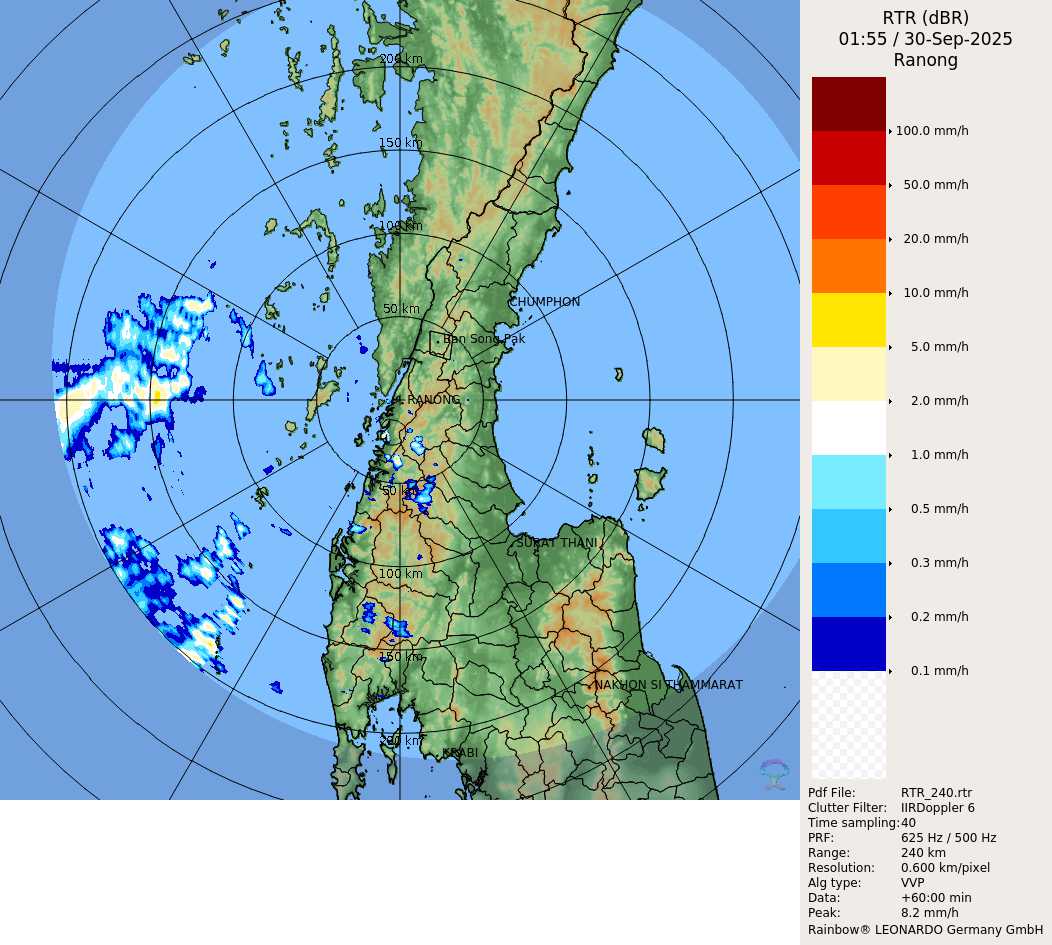 RTR (dBR)
01:55 / 30-Sep-2025
Ranong
200 km
150 km
100 km
50 km
CHUMPHON
Ban Song Pak
RANONG
50 km
SURAT THANI
100 km
150 km
NAKHON SI THAMMARAT
200 km
KRABI
100.0 mm/h
50.0 mm/h
20.0 mm/h
10.0 mm/h
5.0 mm/h
2.0 mm/h
1.0 mm/h
0.5 mm/h
0.3 mm/h
0.2 mm/h
0.1 mm/h
Pdf File: RTR_240.rtr
Clutter Filter: IIRDoppler 6
Time sampling: 40
PRF: 625 Hz / 500 Hz
Range: 240 km
Resolution: 0.600 km/pixel
Alg type: VVP
Data: +60:00 min
Peak: 8.2 mm/h
Rainbow® LEONARDO Germany GmbH